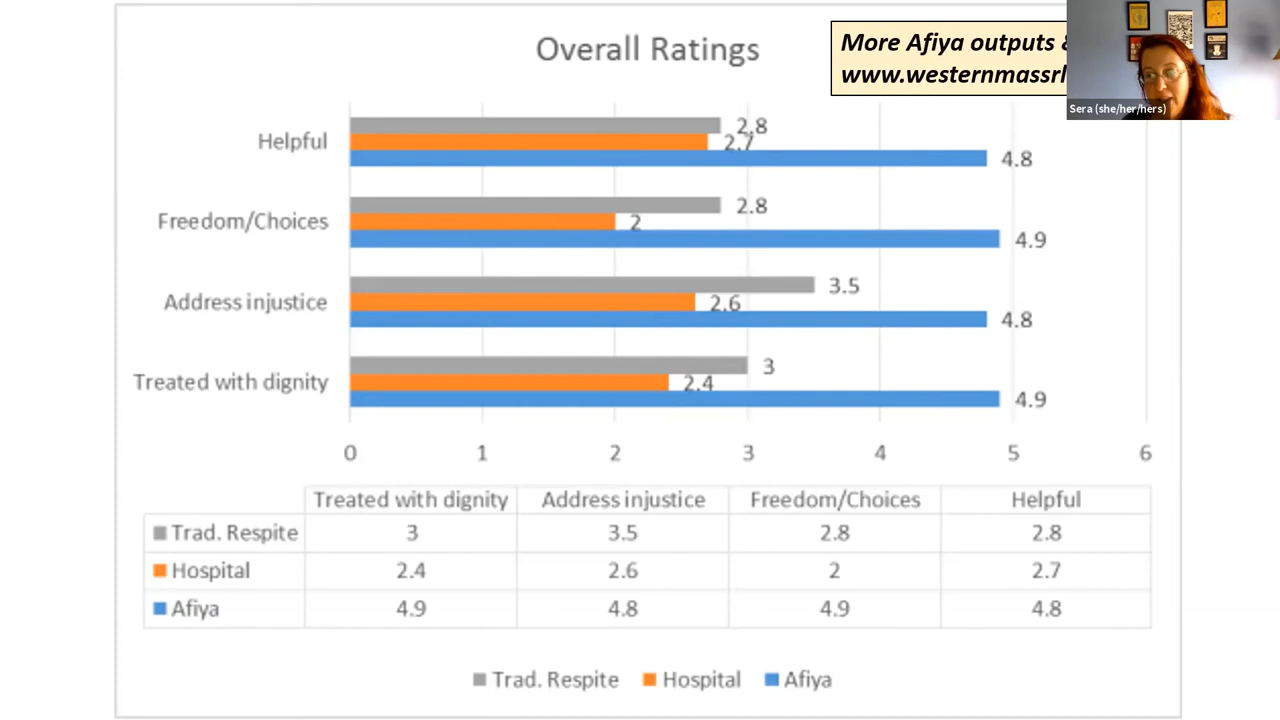 Overall Ratings
More Afiya outputs
www.westernmassrl
Sera (she/her/hers)
Helpful
2.8
2.7
4.8
Freedom/Choices
2.8
2
4.9
Address injustice
3.5
2.6
4.8
Treated with dignity
3
2.4
4.9
0 1 2 3 4 5 6
Treated with dignity Address injustice Freedom/Choices Helpful
Trad. Respite 3 3.5 2.8 2.8
Hospital 2.4 2.6 2 2.7
Afiya 4.9 4.8 4.9 4.8
Trad. Respite Hospital Afiya